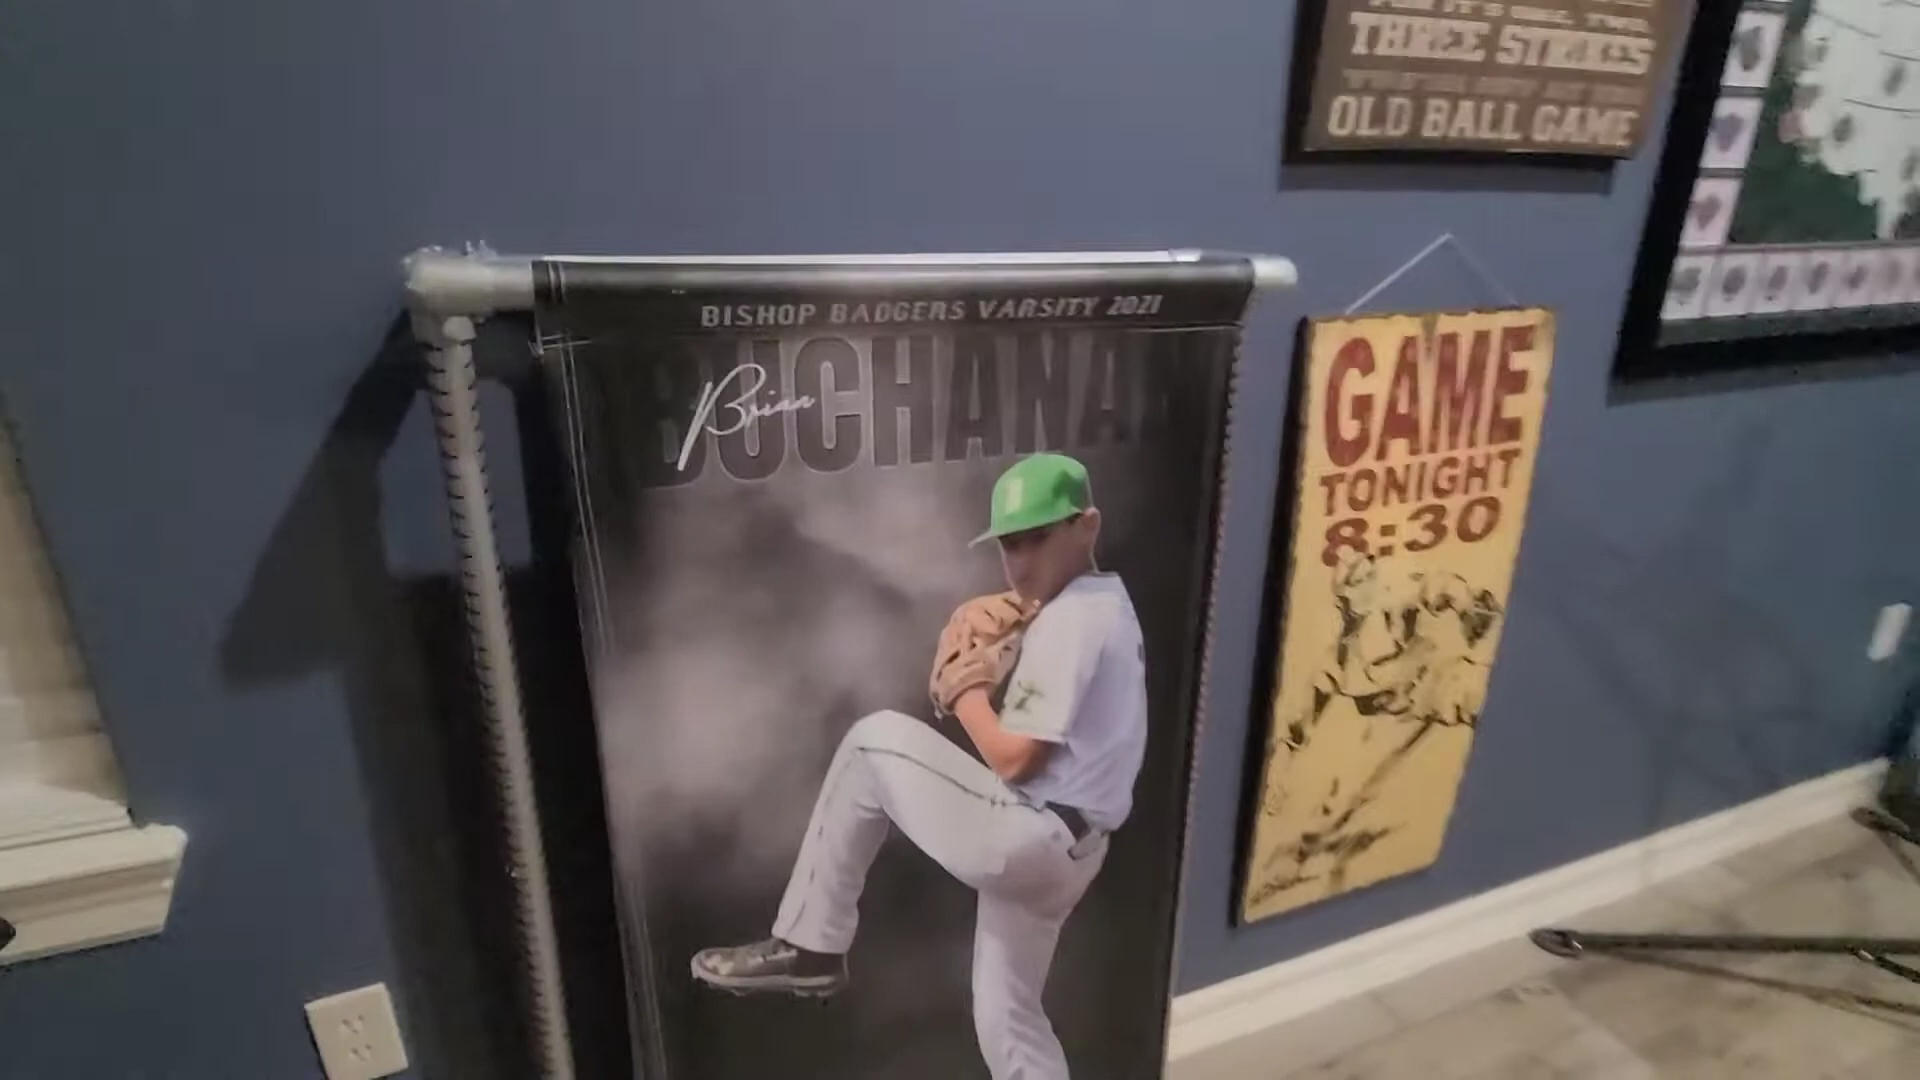 THREE STRIKES
OLD BALL GAME
BISHOP BADGERS VARSITY 2021
BUCHANAN
Brian
GAME
TONIGHT
8:30